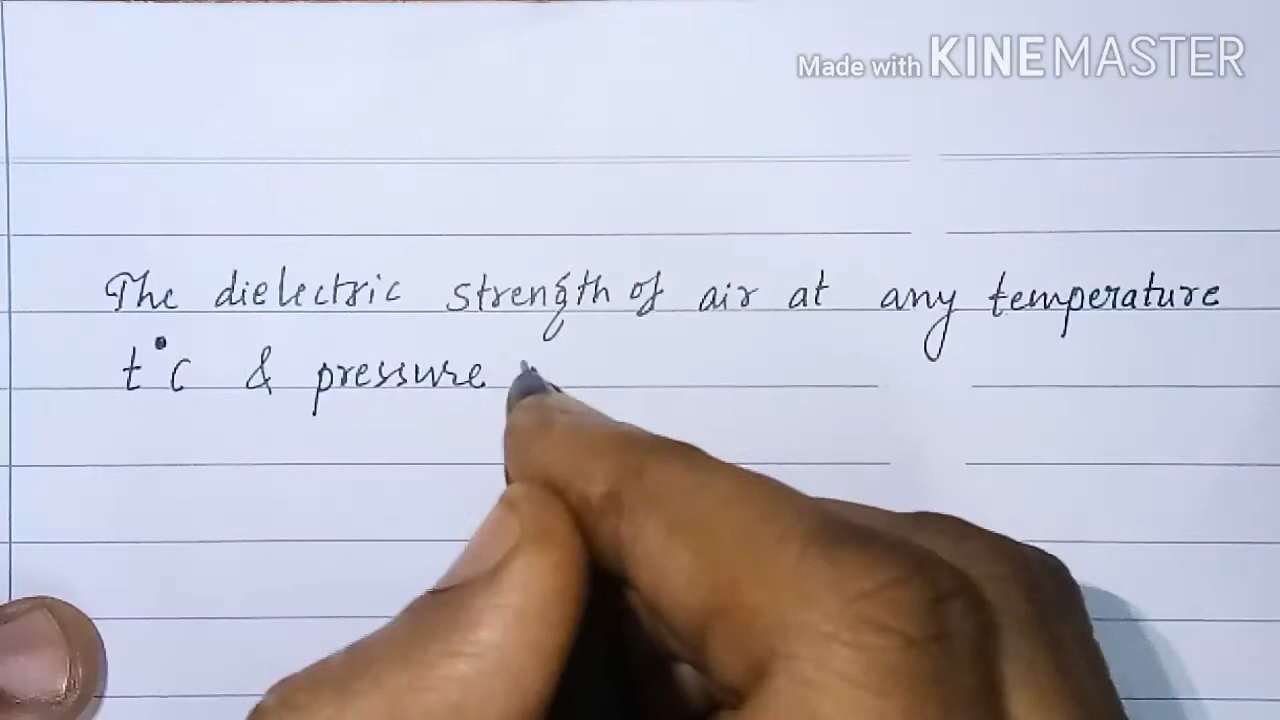 Made with KINEMASTER
The dielectric strength of air at any temperature
t°c & pressure